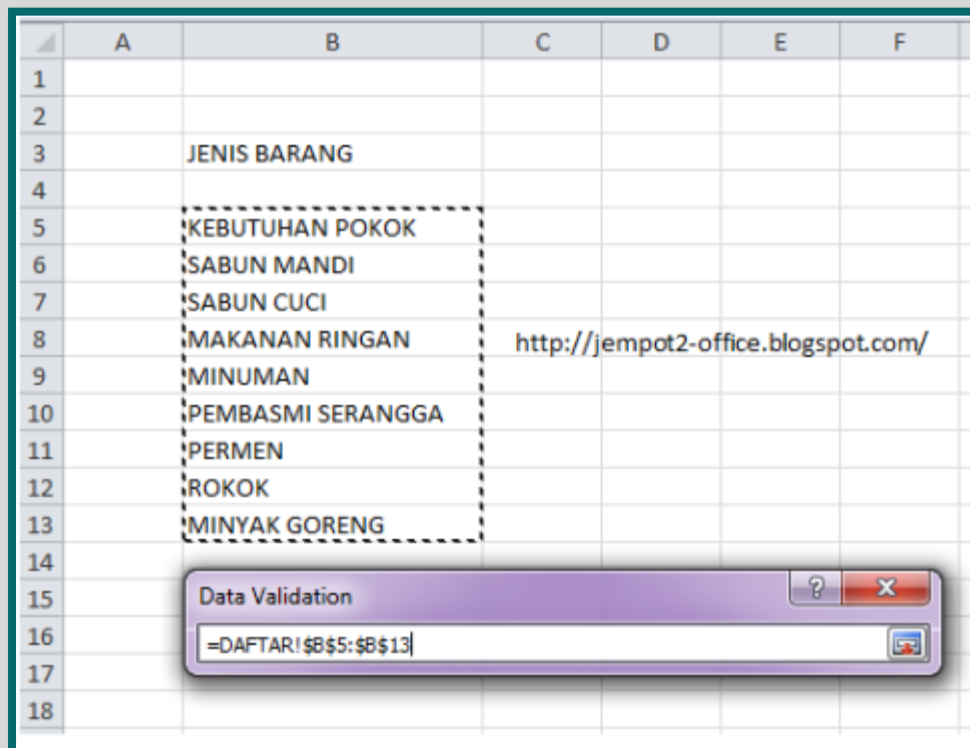 A B C D E F
1
2
3 JENIS BARANG
4
5 KEBUTUHAN POKOK
6 SABUN MANDI
7 SABUN CUCI
8 MAKANAN RINGAN http://jempot2-office.blogspot.com/
9 MINUMAN
10 PEMBASMI SERANGGA
11 PERMEN
12 ROKOK
13 MINYAK GORENG
14
15 Data Validation ?
16 =DAFTAR!$B$5:$B$13
17
18